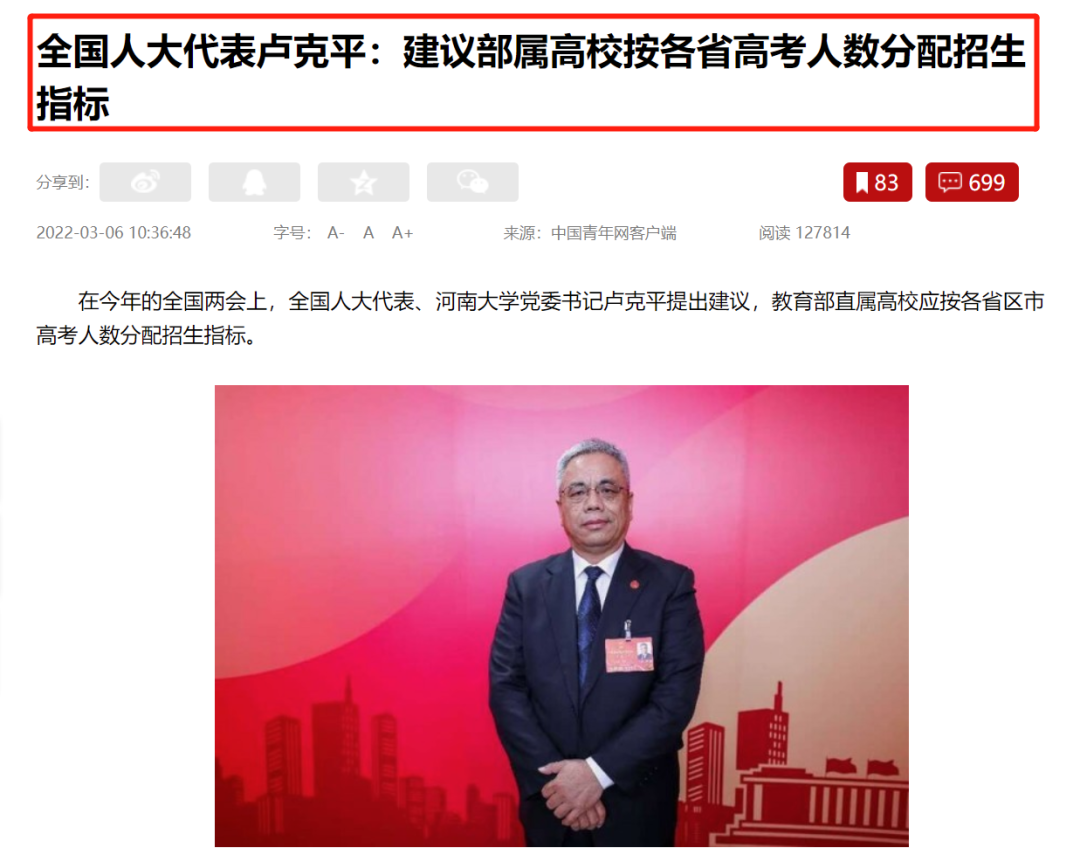 全国人大代表卢克平：建议部属高校按各省高考人数分配招生
指标
分享到：
83
699
2022-03-06 10:36:48 字号： A- A A+ 来源：中国青年网客户端 阅读 127814
在今年的全国两会上，全国人大代表、河南大学党委书记卢克平提出建议，教育部直属高校应按各省区市
高考人数分配招生指标。